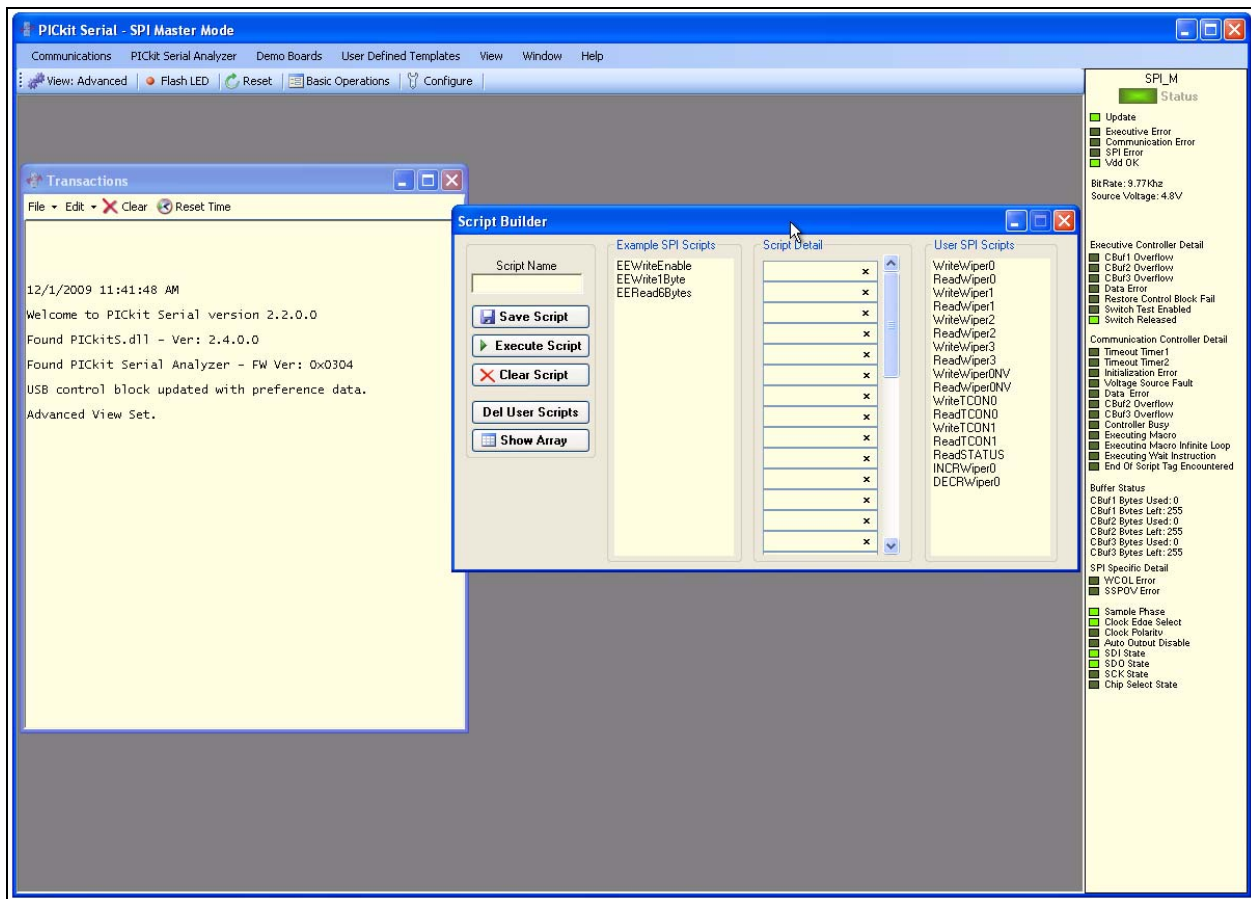 PICkit Serial - SPI Master Mode
Communications PICkit Serial Analyzer Demo Boards User Defined Templates View Window Help
View: Advanced Flash LED Reset Basic Operations Configure
Transactions
File Edit Clear Reset Time
12/1/2009 11:41:48 AM
Welcome to PICkit Serial version 2.2.0.0
Found PICkitS.dll - Ver: 2.4.0.0
Found PICkit Serial Analyzer - FW Ver: 0x0304
USB control block updated with preference data.
Advanced View Set.
Script Builder
Script Name
Save Script
Execute Script
Clear Script
Del User Scripts
Show Array
Example SPI Scripts
EEWriteEnable
EEWrite1Byte
EERead6Bytes
Script Detail
User SPI Scripts
WriteWiper0
ReadWiper0
WriteWiper1
ReadWiper1
WriteWiper2
ReadWiper2
WriteWiper3
ReadWiper3
WriteWiper0NV
ReadWiper0NV
WriteTCON0
ReadTCON0
WriteTCON1
ReadTCON1
ReadSTATUS
INCRWiper0
DECRWiper0
SPI_M
Status
Update
Executive Error
Communication Error
SPI Error
Vdd OK
BitRate: 9.77Khz
Source Voltage: 4.8V
Executive Controller Detail
CBuf1 Overflow
CBuf2 Overflow
CBuf3 Overflow
Data Error
Restore Control Block Fail
Switch Test Enabled
Switch Released
Communication Controller Detail
Timeout Timer1
Timeout Timer2
Initialization Error
Voltage Source Fault
Data Error
CBuf2 Overflow
CBuf3 Overflow
Controller Busy
Executing Macro
Executing Macro Infinite Loop
Executing Wait Instruction
End Of Script Tag Encountered
Buffer Status
CBuf1 Bytes Used: 0
CBuf1 Bytes Left: 255
CBuf2 Bytes Used: 0
CBuf2 Bytes Left: 255
CBuf3 Bytes Used: 0
CBuf3 Bytes Left: 255
SPI Specific Detail
WCOL Error
SSPOV Error
Sample Phase
Clock Edge Select
Clock Polarity
Auto Output Disable
SDI State
SDO State
SCK State
Chip Select State